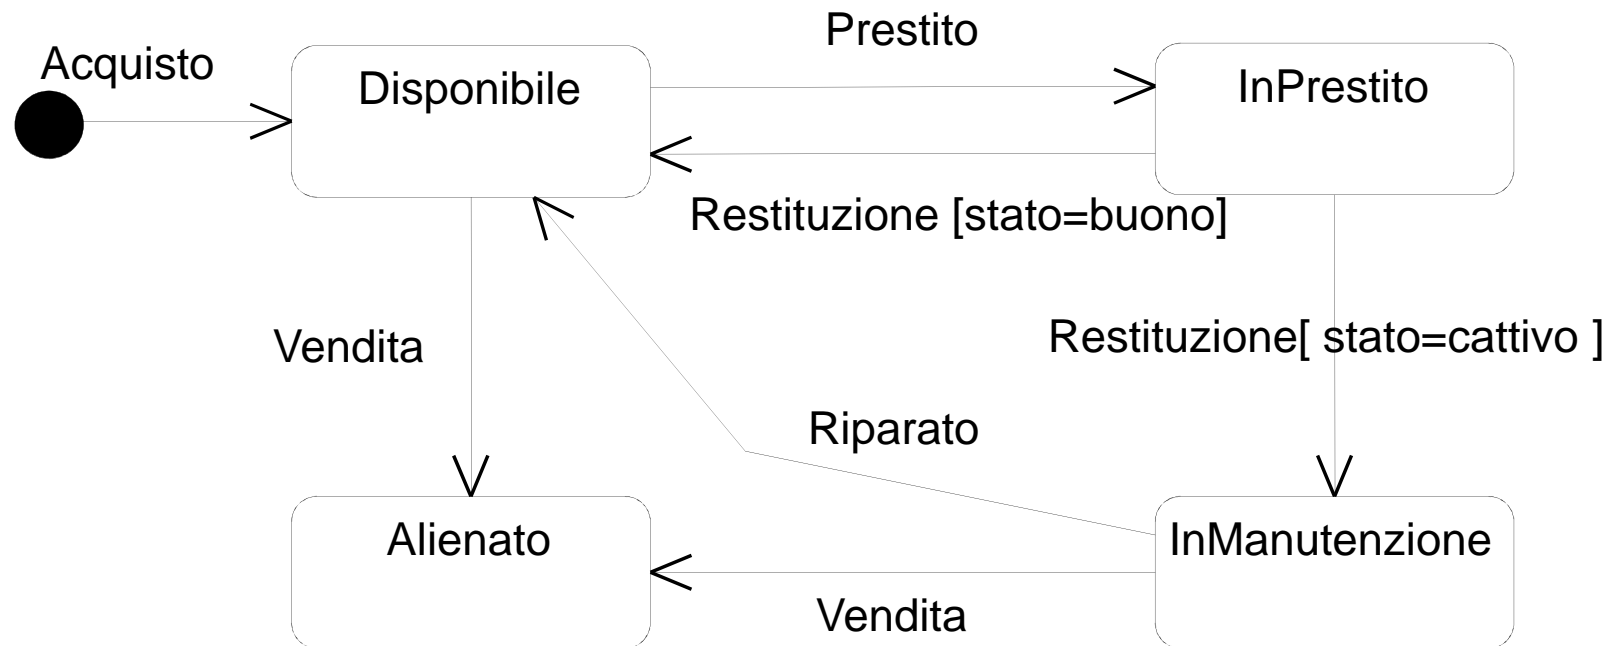 Prestito
Acquisto
Disponibile
InPrestito
Restituzione [stato=buono]
Vendita
Restituzione[ stato=cattivo ]
Riparato
Alienato
InManutenzione
Vendita